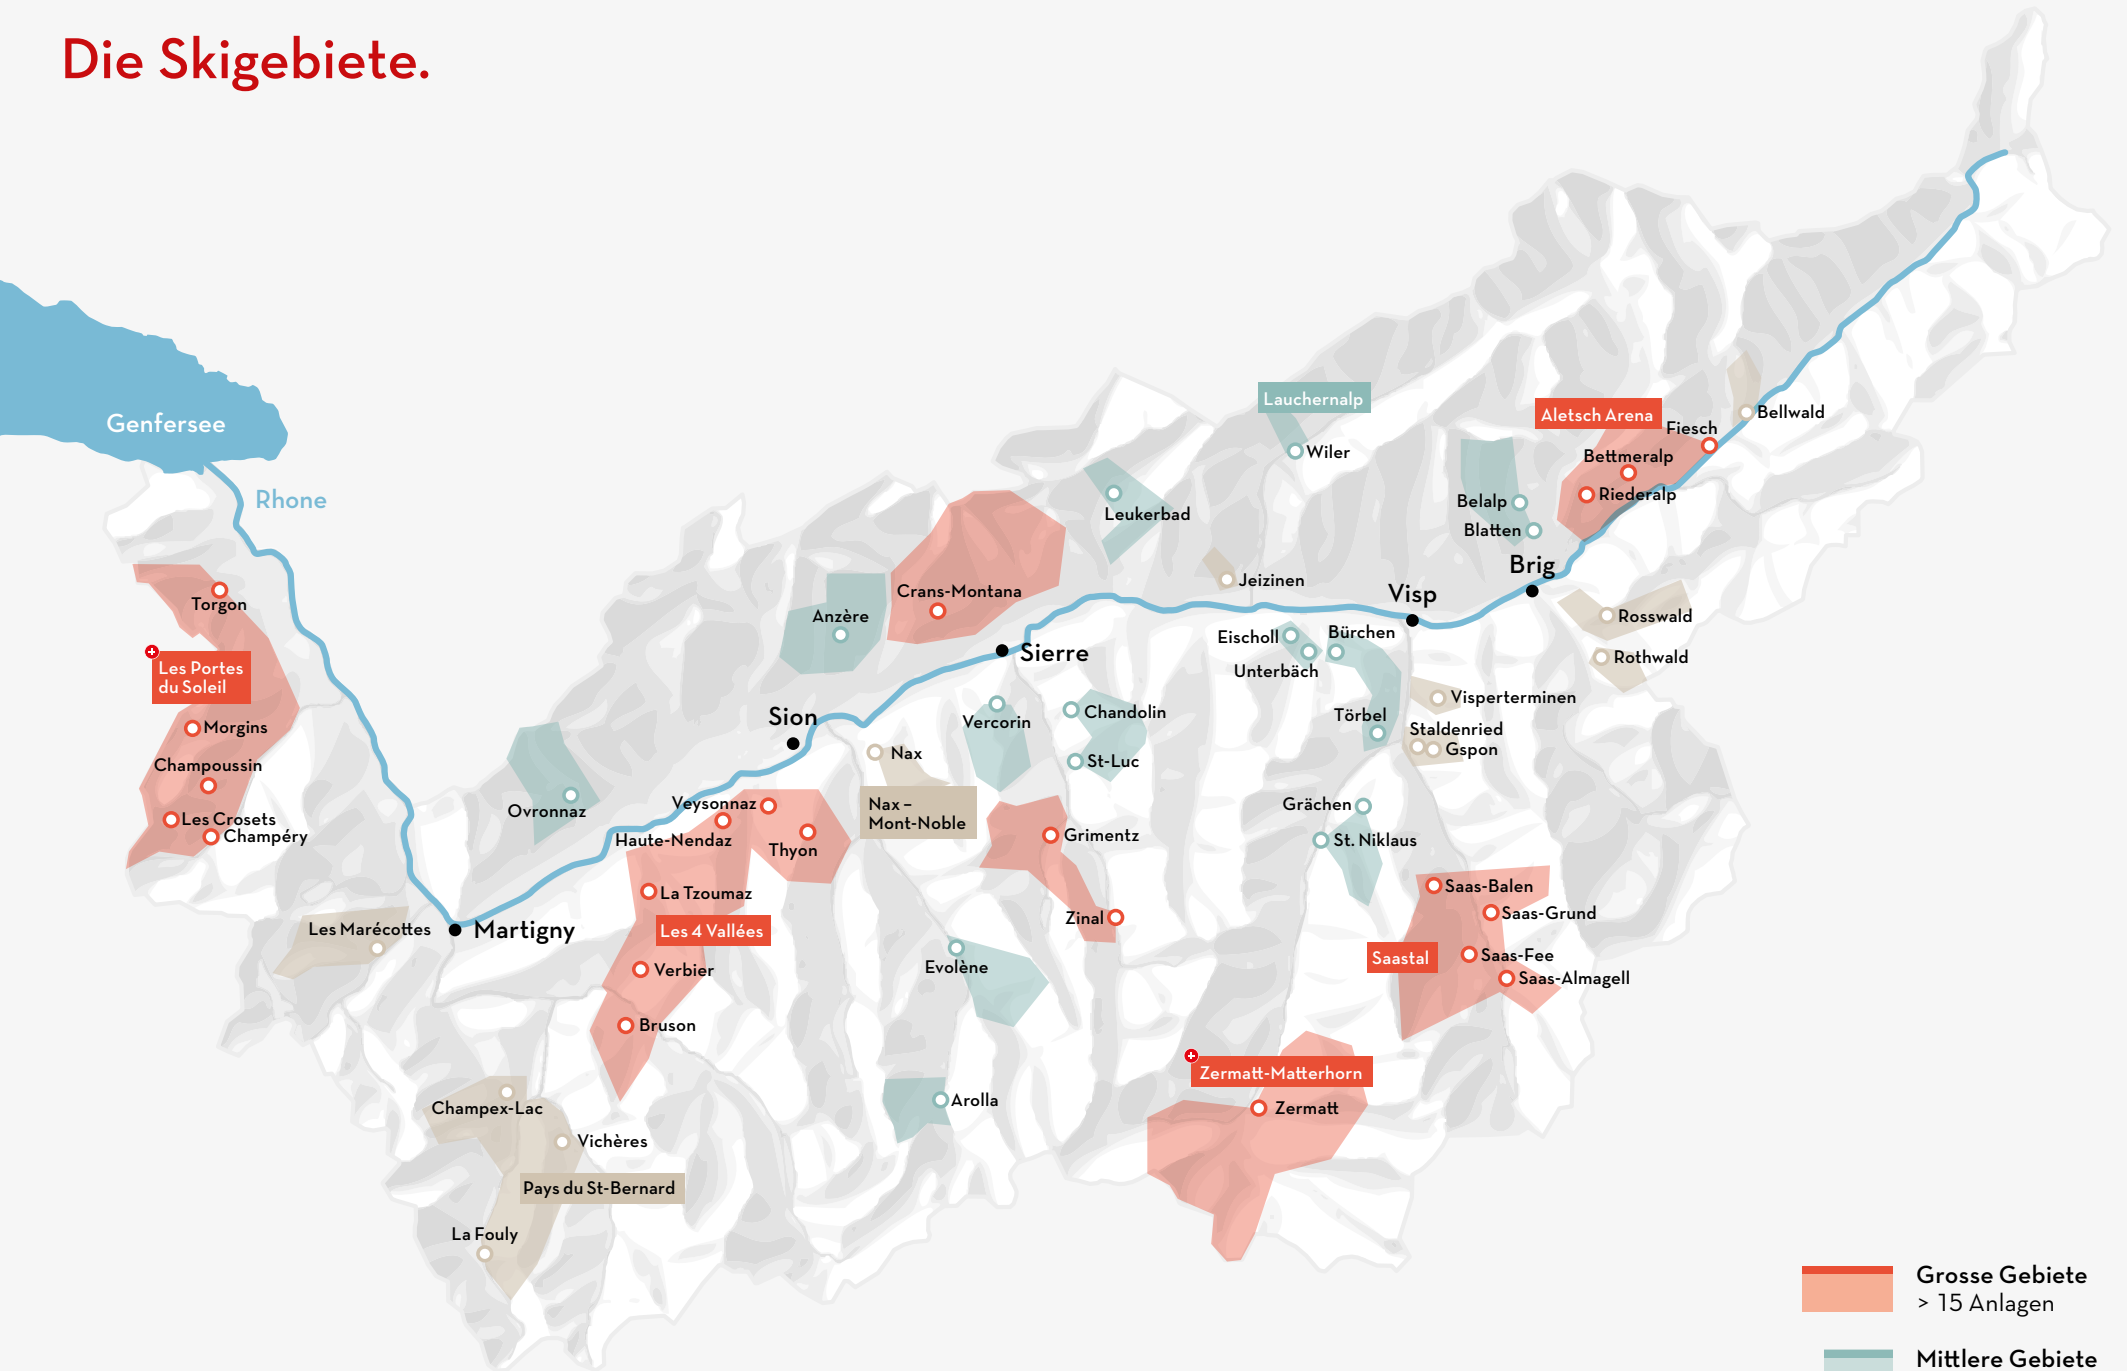 Die Skigebiete.
Genfersee
Rhone
Lauchernalp
Wiler
Aletsch Arena
Fiesch
Bellwald
Bettmeralp
Riederalp
Belalp
Blatten
Brig
Leukerbad
Jeizinen
Visp
Crans-Montana
Anzère
Sierre
Torgon
Les Portes
du Soleil
Morgins
Champoussin
Les Crosets
Champéry
Eischoll
Bürchen
Unterbäch
Törbel
Rosswald
Rothwald
Visperterminen
Staldenried
Gspon
Sion
Vercorin
Chandolin
St-Luc
Nax
Nax –
Mont-Noble
Ovronnaz
Veysonnaz
Haute-Nendaz
Thyon
Grimentz
Zinal
Grächen
St. Niklaus
La Tzoumaz
Les 4 Vallées
Verbier
Bruson
Les Marécottes
Martigny
Evolène
Saas-Balen
Saas-Grund
Saastal
Saas-Fee
Saas-Almagell
Arolla
Zermatt-Matterhorn
Zermatt
Champex-Lac
Vichères
Pays du St-Bernard
La Fouly
Grosse Gebiete
> 15 Anlagen
Mittlere Gebiete